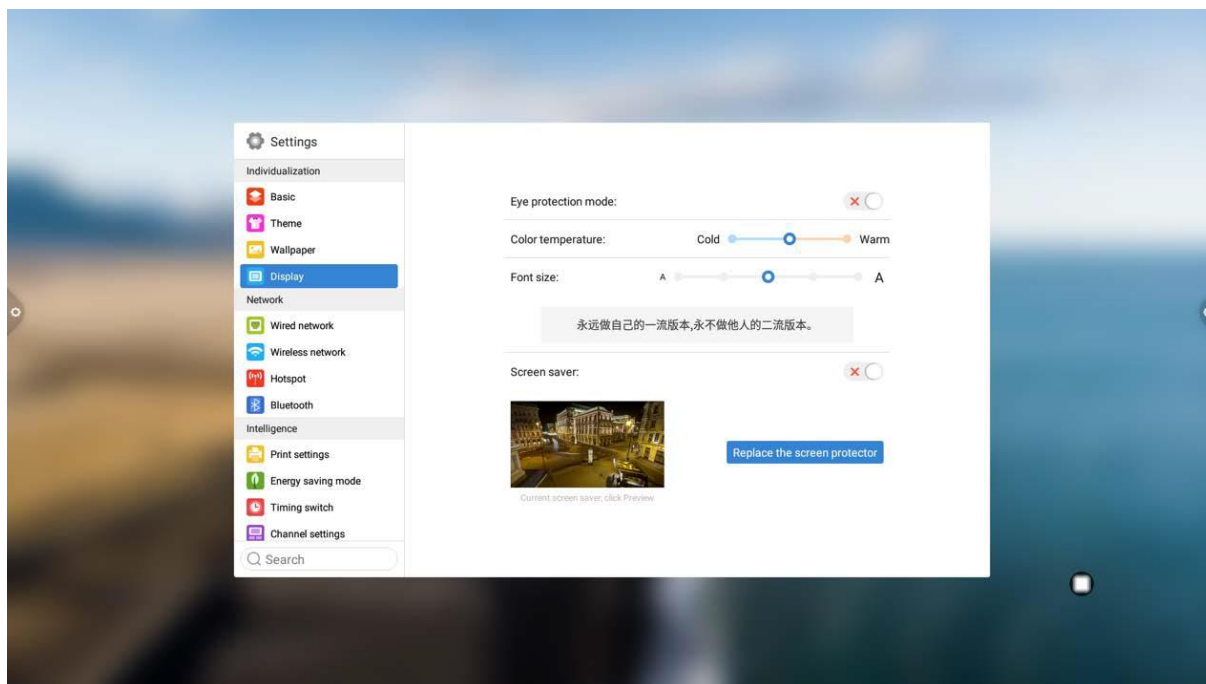 Settings
Individualization
Basic
Theme
Wallpaper
Display
Network
Wired network
Wireless network
Hotspot
Bluetooth
Intelligence
Print settings
Energy saving mode
Timing switch
Channel settings
Search
Eye protection mode:
Color temperature: Cold Warm
Font size: A A
永远做自己的一流版本,永不做他人的二流版本。
Screen saver:
Replace the screen protector
Current screen saver, click Preview